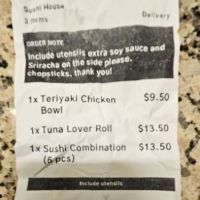 Sushi House
3 items Delivery
ORDER NOTE
Include utensils extra soy sauce and
Sriracha on the side please.
chopsticks, thank you!
1x Teriyaki Chicken $9.50
Bowl
1x Tuna Lover Roll $13.50
1x Sushi Combination $13.50
(6 pcs)
Include utensils